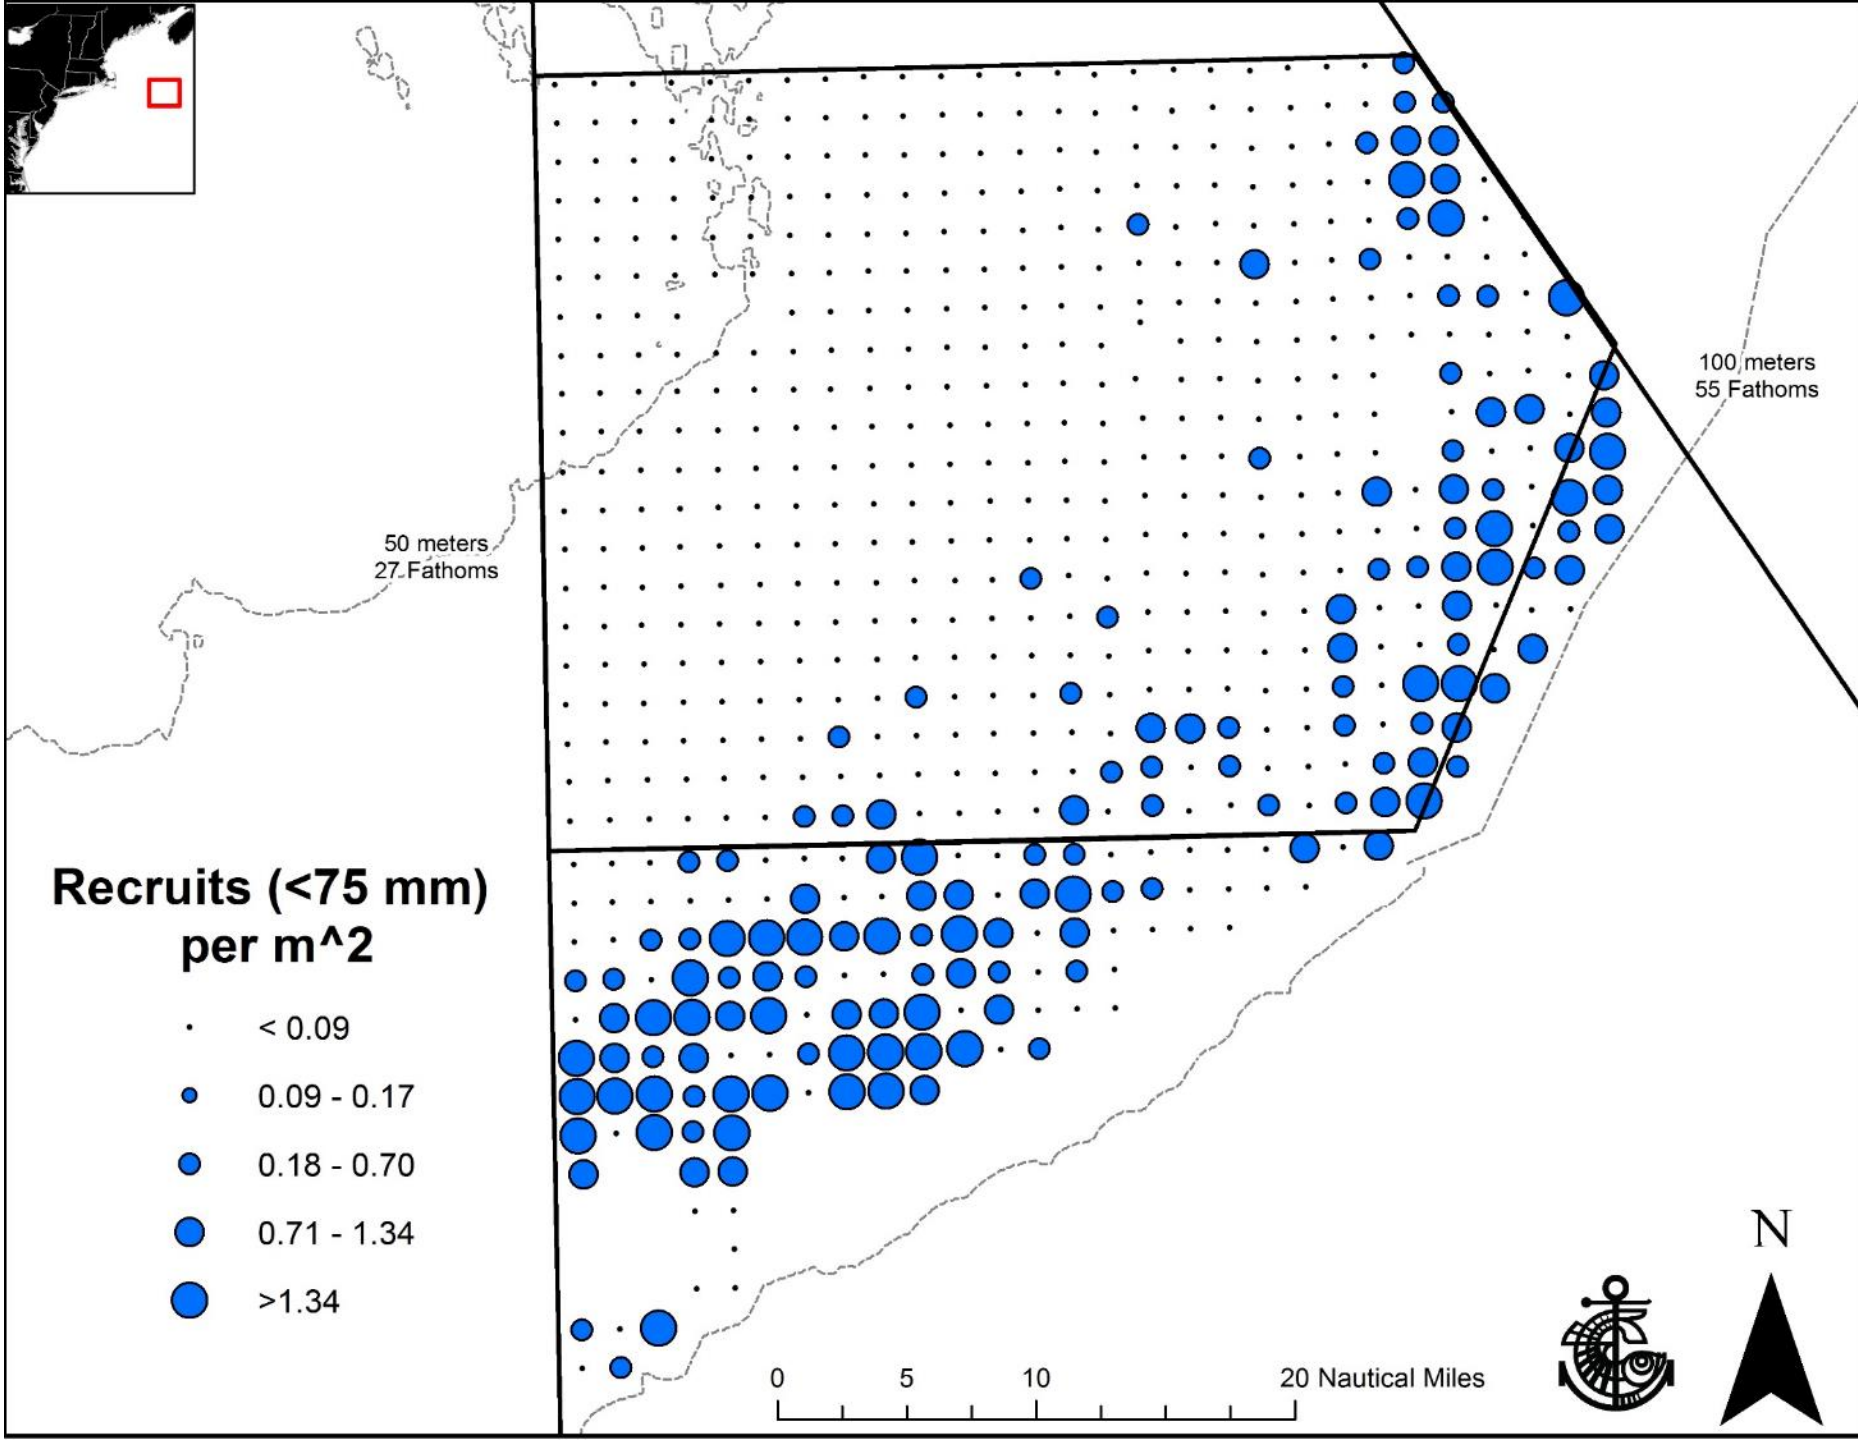 100 meters
55 Fathoms
50 meters
27 Fathoms
Recruits (<75 mm)
per m^2
< 0.09
0.09 - 0.17
0.18 - 0.70
0.71 - 1.34
>1.34
N
0 5 10 20 Nautical Miles